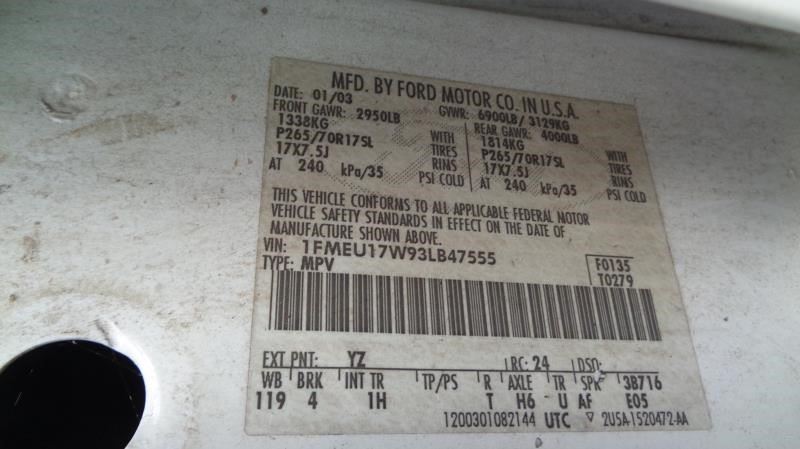 MFD. BY FORD MOTOR CO. IN U.S.A.
DATE: 01/03 GVWR: 6900LB/ 3129KG
FRONT GAWR: 2950LB REAR GAWR: 4000LB
1338KG WITH 1814KG WITH
P265/70R17SL TIRES P265/70R17SL TIRES
17X7.5J RINS 17X7.5J RINS
AT 240 kPa/35 PSI COLD AT 240 kPa/35 PSI COLD
THIS VEHICLE CONFORMS TO ALL APPLICABLE FEDERAL MOTOR
VEHICLE SAFETY STANDARDS IN EFFECT ON THE DATE OF
MANUFACTURE SHOWN ABOVE.
VIN: 1FMEU17W93LB47555
TYPE: MPV
F0135
T0279
EXT PNT: YZ RC: 24 DSO:
WB BRK INT TR TP/PS R AXLE TR SPR 3B716
119 4 1H T H6 U AF E05
1200301082144 UTC ▽ 2U5A-1520472-AA